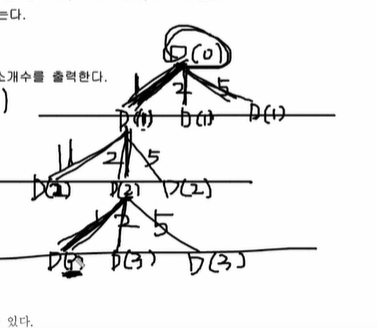 는다.
D(0)
소개수를 출력한다.
1 2 5
D(1) D(1) D(1)
1 2 5
D(2) D(2) D(2)
1 2 5
D(3) D(3) D(3)
있다.